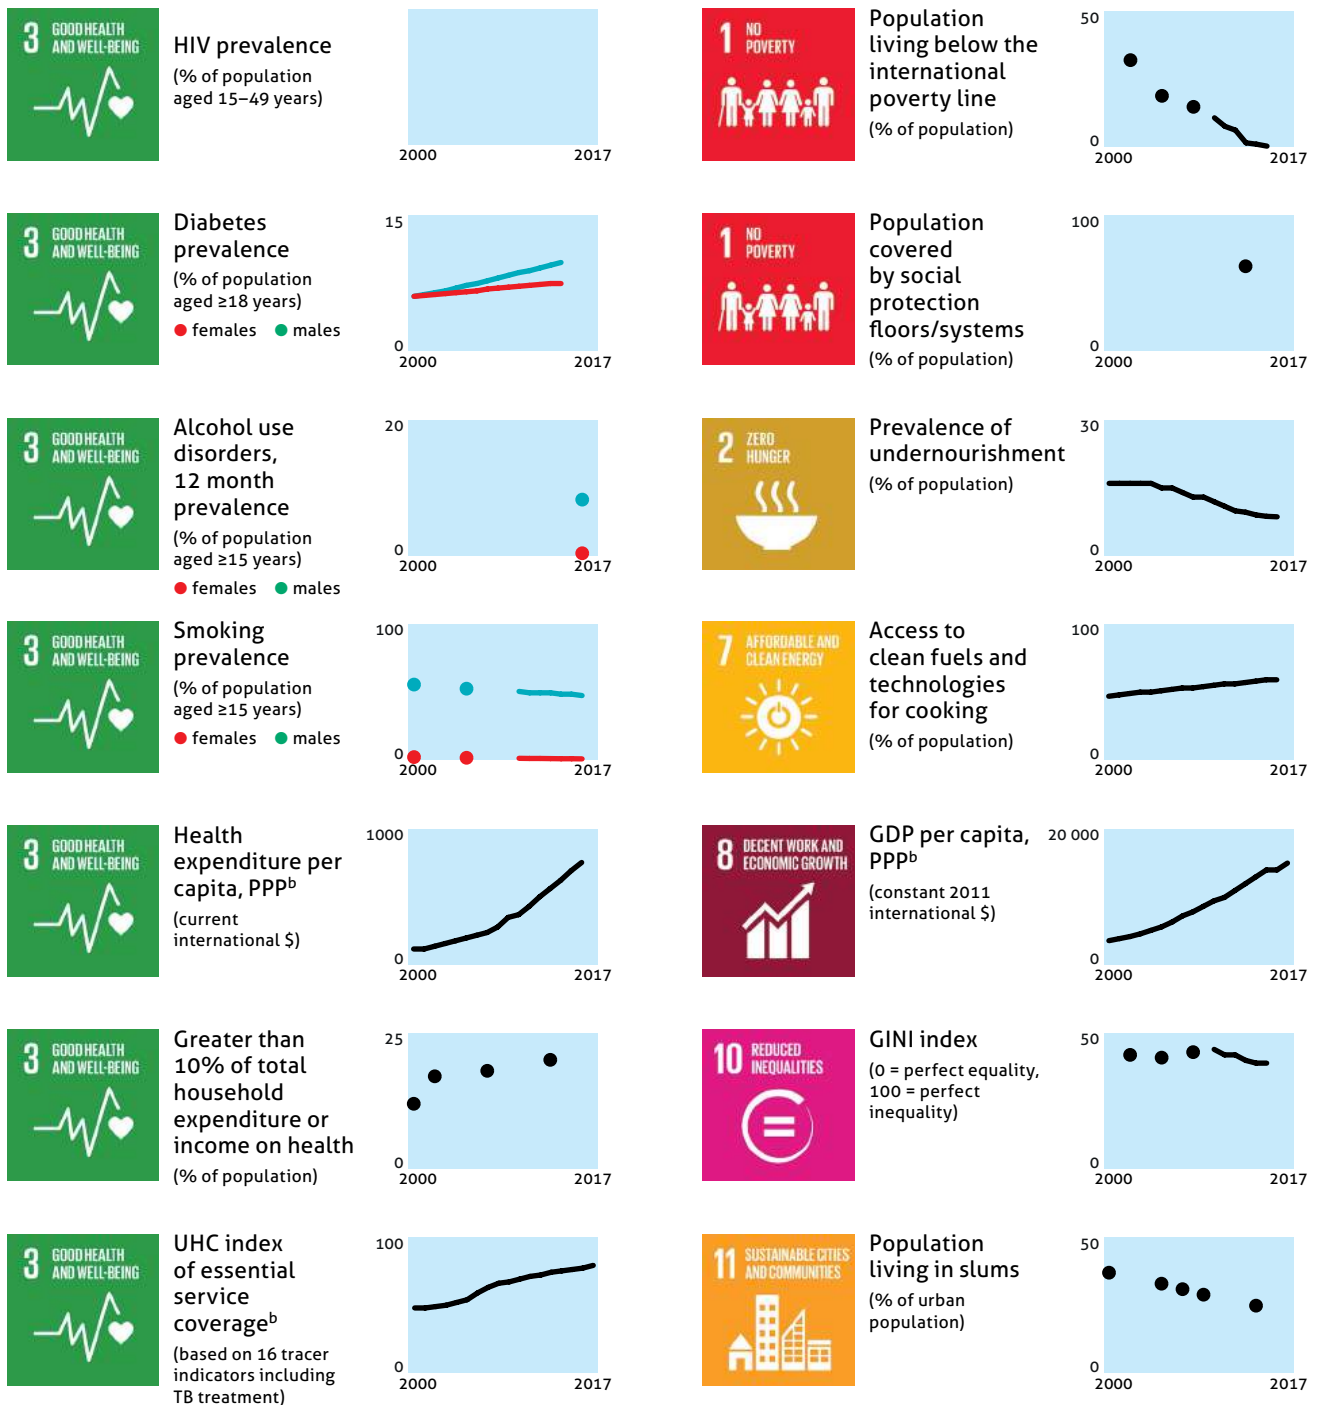 3 GOOD HEALTH
AND WELL-BEING
HIV prevalence
(% of population
aged 15–49 years)
2000 2017
3 GOOD HEALTH
AND WELL-BEING
Diabetes
prevalence
(% of population
aged ≥18 years)
females males
15
0
2000 2017
3 GOOD HEALTH
AND WELL-BEING
Alcohol use
disorders,
12 month
prevalence
(% of population
aged ≥15 years)
females males
20
0
2000 2017
3 GOOD HEALTH
AND WELL-BEING
Smoking
prevalence
(% of population
aged ≥15 years)
females males
100
0
2000 2017
3 GOOD HEALTH
AND WELL-BEING
Health
expenditure per
capita, PPPᵇ
(current
international $)
1000
0
2000 2017
3 GOOD HEALTH
AND WELL-BEING
Greater than
10% of total
household
expenditure or
income on health
(% of population)
25
0
2000 2017
3 GOOD HEALTH
AND WELL-BEING
UHC index
of essential
service
coverageᵇ
(based on 16 tracer
indicators including
TB treatment)
100
0
2000 2017
1 NO
POVERTY
Population
living below the
international
poverty line
(% of population)
50
0
2000 2017
1 NO
POVERTY
Population
covered
by social
protection
floors/systems
(% of population)
100
0
2000 2017
2 ZERO
HUNGER
Prevalence of
undernourishment
(% of population)
30
0
2000 2017
7 AFFORDABLE AND
CLEAN ENERGY
Access to
clean fuels and
technologies
for cooking
(% of population)
100
0
2000 2017
8 DECENT WORK AND
ECONOMIC GROWTH
GDP per capita,
PPPᵇ
(constant 2011
international $)
20 000
0
2000 2017
10 REDUCED
INEQUALITIES
GINI index
(0 = perfect equality,
100 = perfect
inequality)
50
0
2000 2017
11 SUSTAINABLE CITIES
AND COMMUNITIES
Population
living in slums
(% of urban
population)
50
0
2000 2017